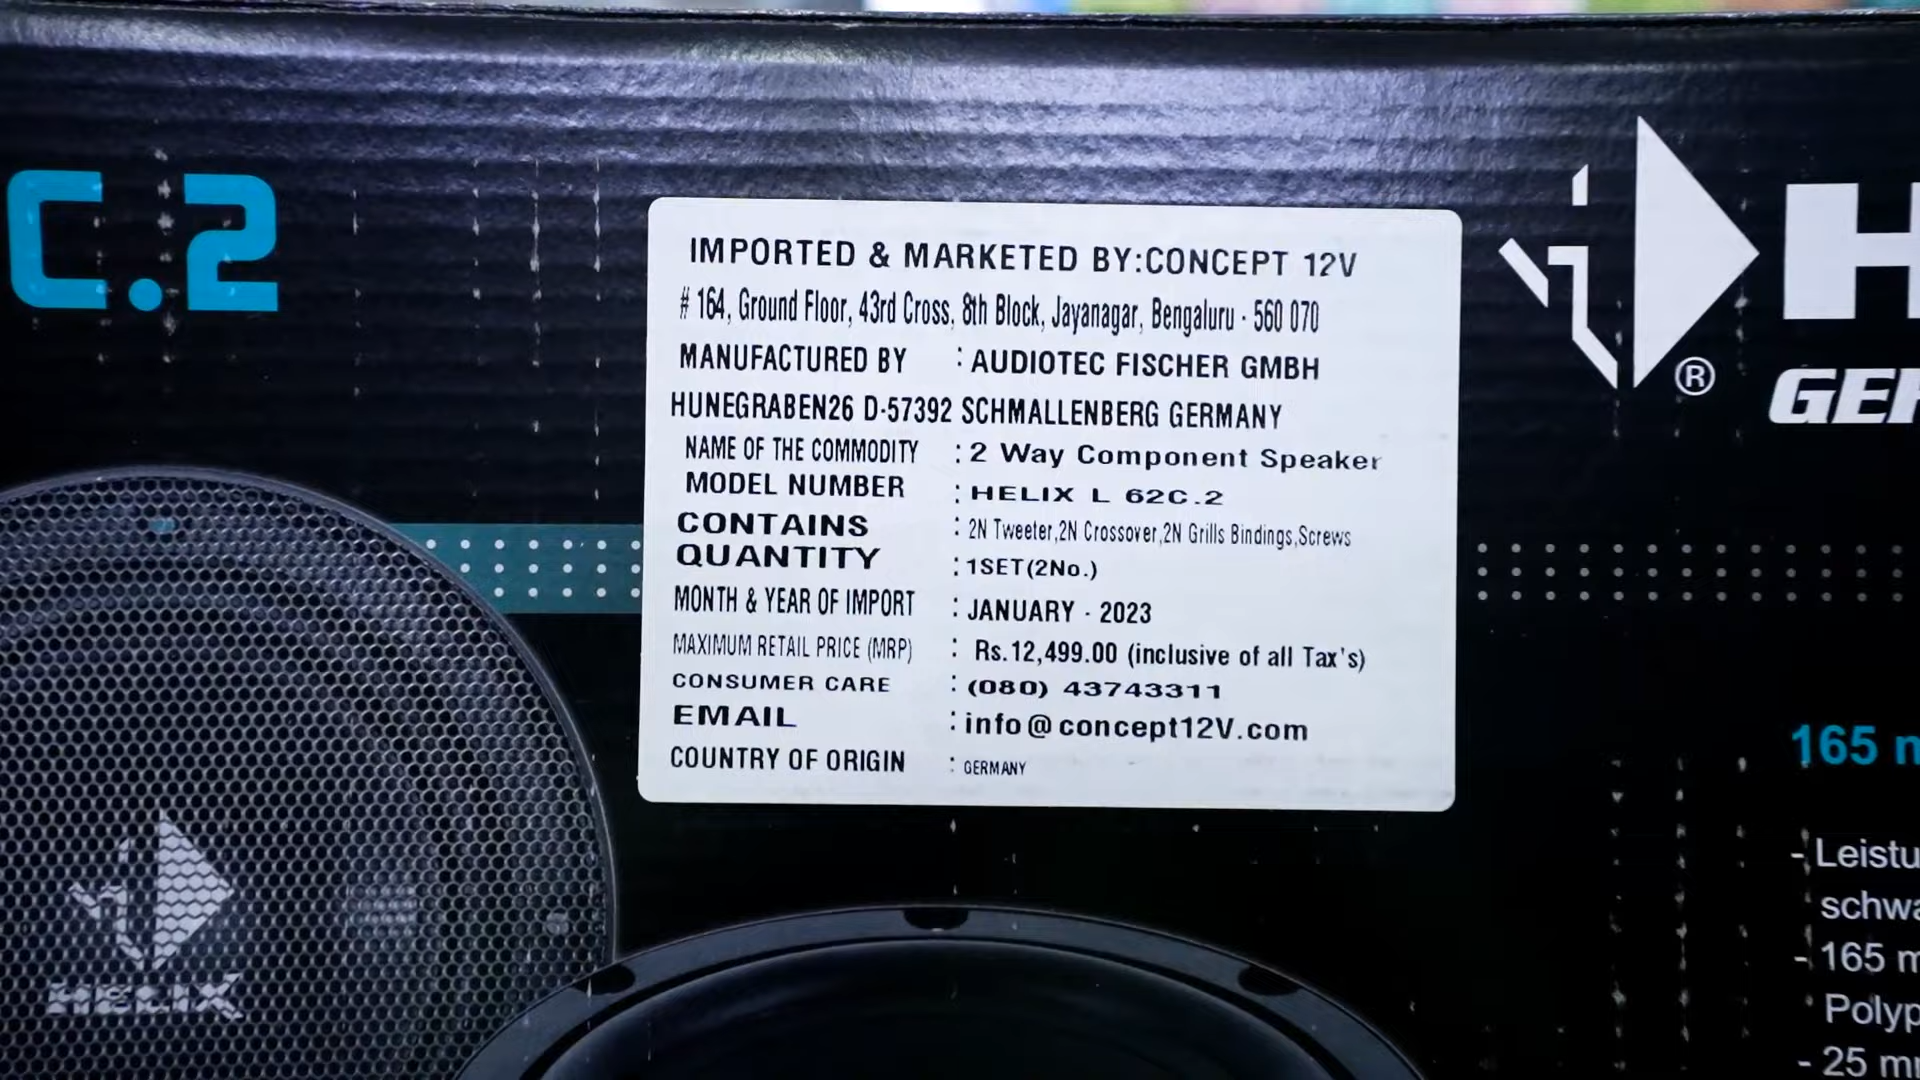 C.2
IMPORTED & MARKETED BY:CONCEPT 12V
# 164, Ground Floor, 43rd Cross, 8th Block, Jayanagar, Bengaluru - 560 070
MANUFACTURED BY : AUDIOTEC FISCHER GMBH
HUNEGRABEN26 D-57392 SCHMALLENBERG GERMANY
NAME OF THE COMMODITY : 2 Way Component Speaker
MODEL NUMBER : HELIX L 62C.2
CONTAINS : 2N Tweeter,2N Crossover,2N Grills Bindings,Screws
QUANTITY : 1SET(2No.)
MONTH & YEAR OF IMPORT : JANUARY - 2023
MAXIMUM RETAIL PRICE (MRP) : Rs.12,499.00 (inclusive of all Tax's)
CONSUMER CARE : (080) 43743311
EMAIL : info@concept12V.com
COUNTRY OF ORIGIN : GERMANY
HELIX
®
H
GER
165 m
- Leistu
schwa
- 165 m
Polyp
- 25 m